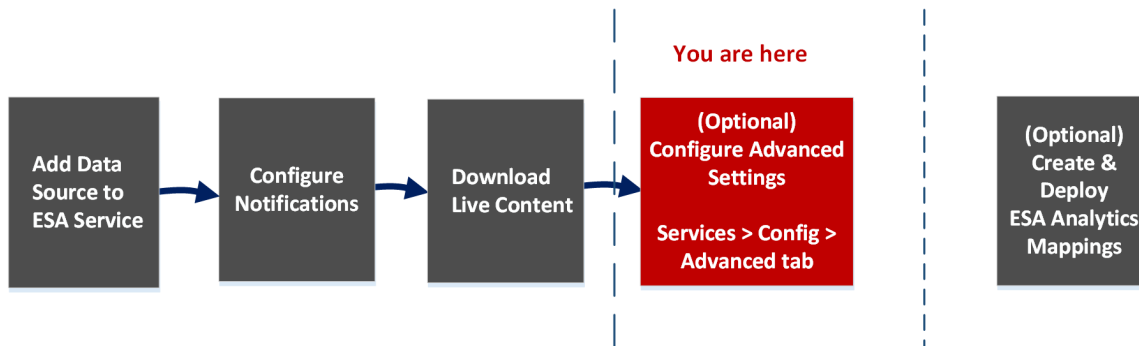 You are here
Add Data
Source to
ESA Service
Configure
Notifications
Download
Live Content
(Optional)
Configure Advanced
Settings
Services > Config >
Advanced tab
(Optional)
Create &
Deploy
ESA Analytics
Mappings